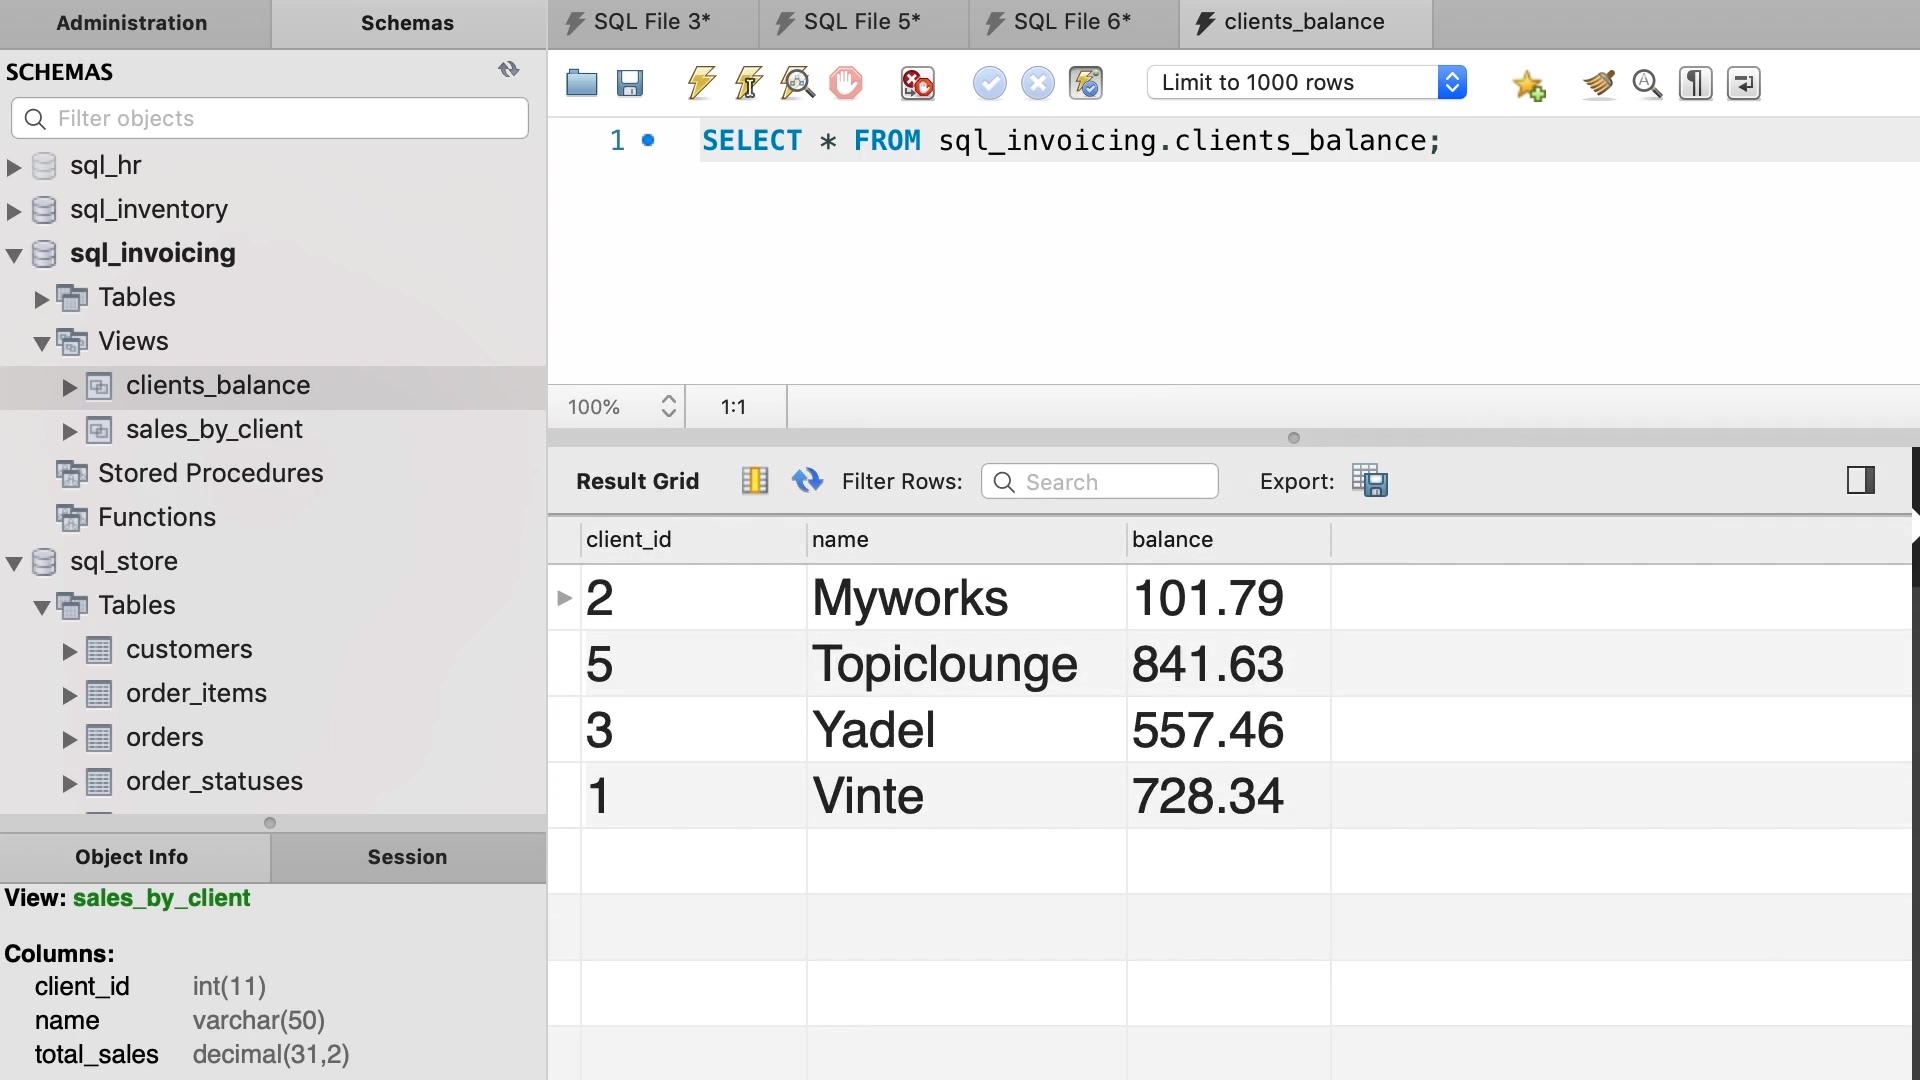 Administration
Schemas
SCHEMAS
Filter objects
sql_hr
sql_inventory
sql_invoicing
Tables
Views
clients_balance
sales_by_client
Stored Procedures
Functions
sql_store
Tables
customers
order_items
orders
order_statuses
Object Info
Session
View: sales_by_client
Columns:
client_id int(11)
name varchar(50)
total_sales decimal(31,2)
SQL File 3*
SQL File 5*
SQL File 6*
clients_balance
Limit to 1000 rows
1 SELECT * FROM sql_invoicing.clients_balance;
100% 1:1
Result Grid Filter Rows: Search Export:
client_id name balance
2 Myworks 101.79
5 Topiclounge 841.63
3 Yadel 557.46
1 Vinte 728.34